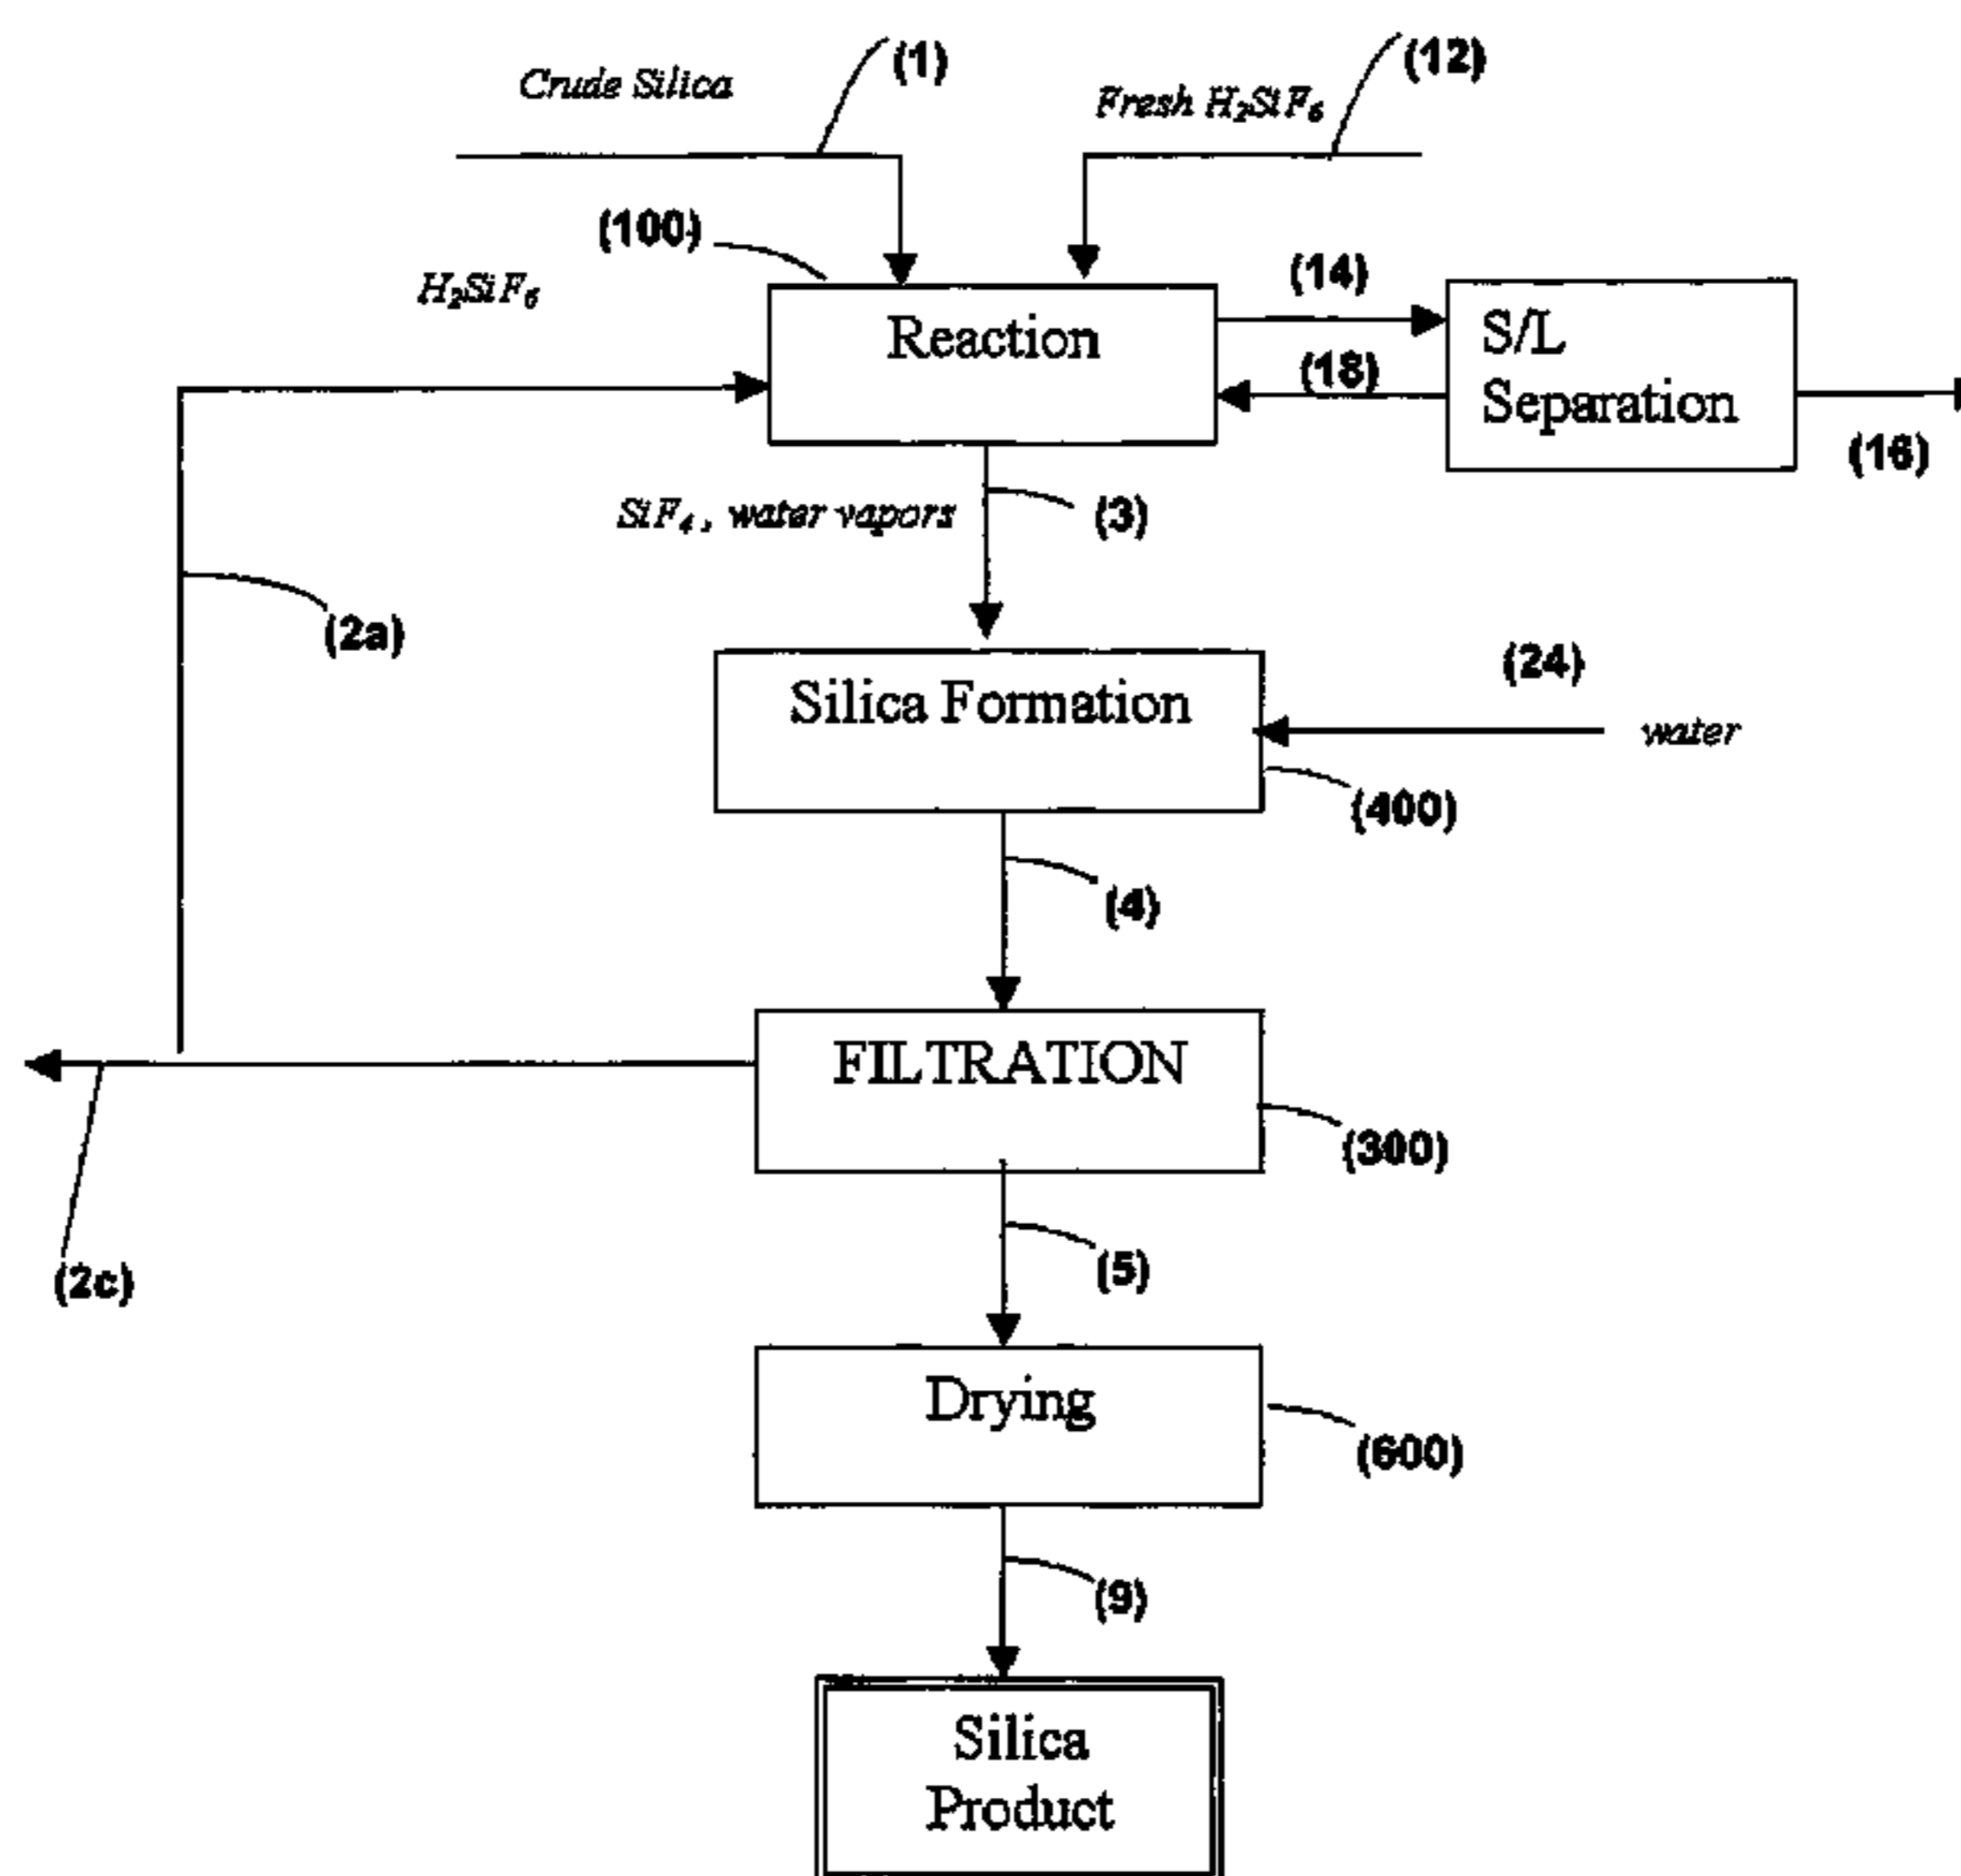 (1)
(12)
Crude Silica
Fresh H₂SiF₆
(100)
H₂SiF₆
(14)
Reaction
S/L
(18)
Separation
(16)
SiF₄, water vapors
(3)
(2a)
(24)
Silica Formation
water
(400)
(4)
FILTRATION
(300)
(5)
(2c)
Drying
(600)
(9)
Silica
Product